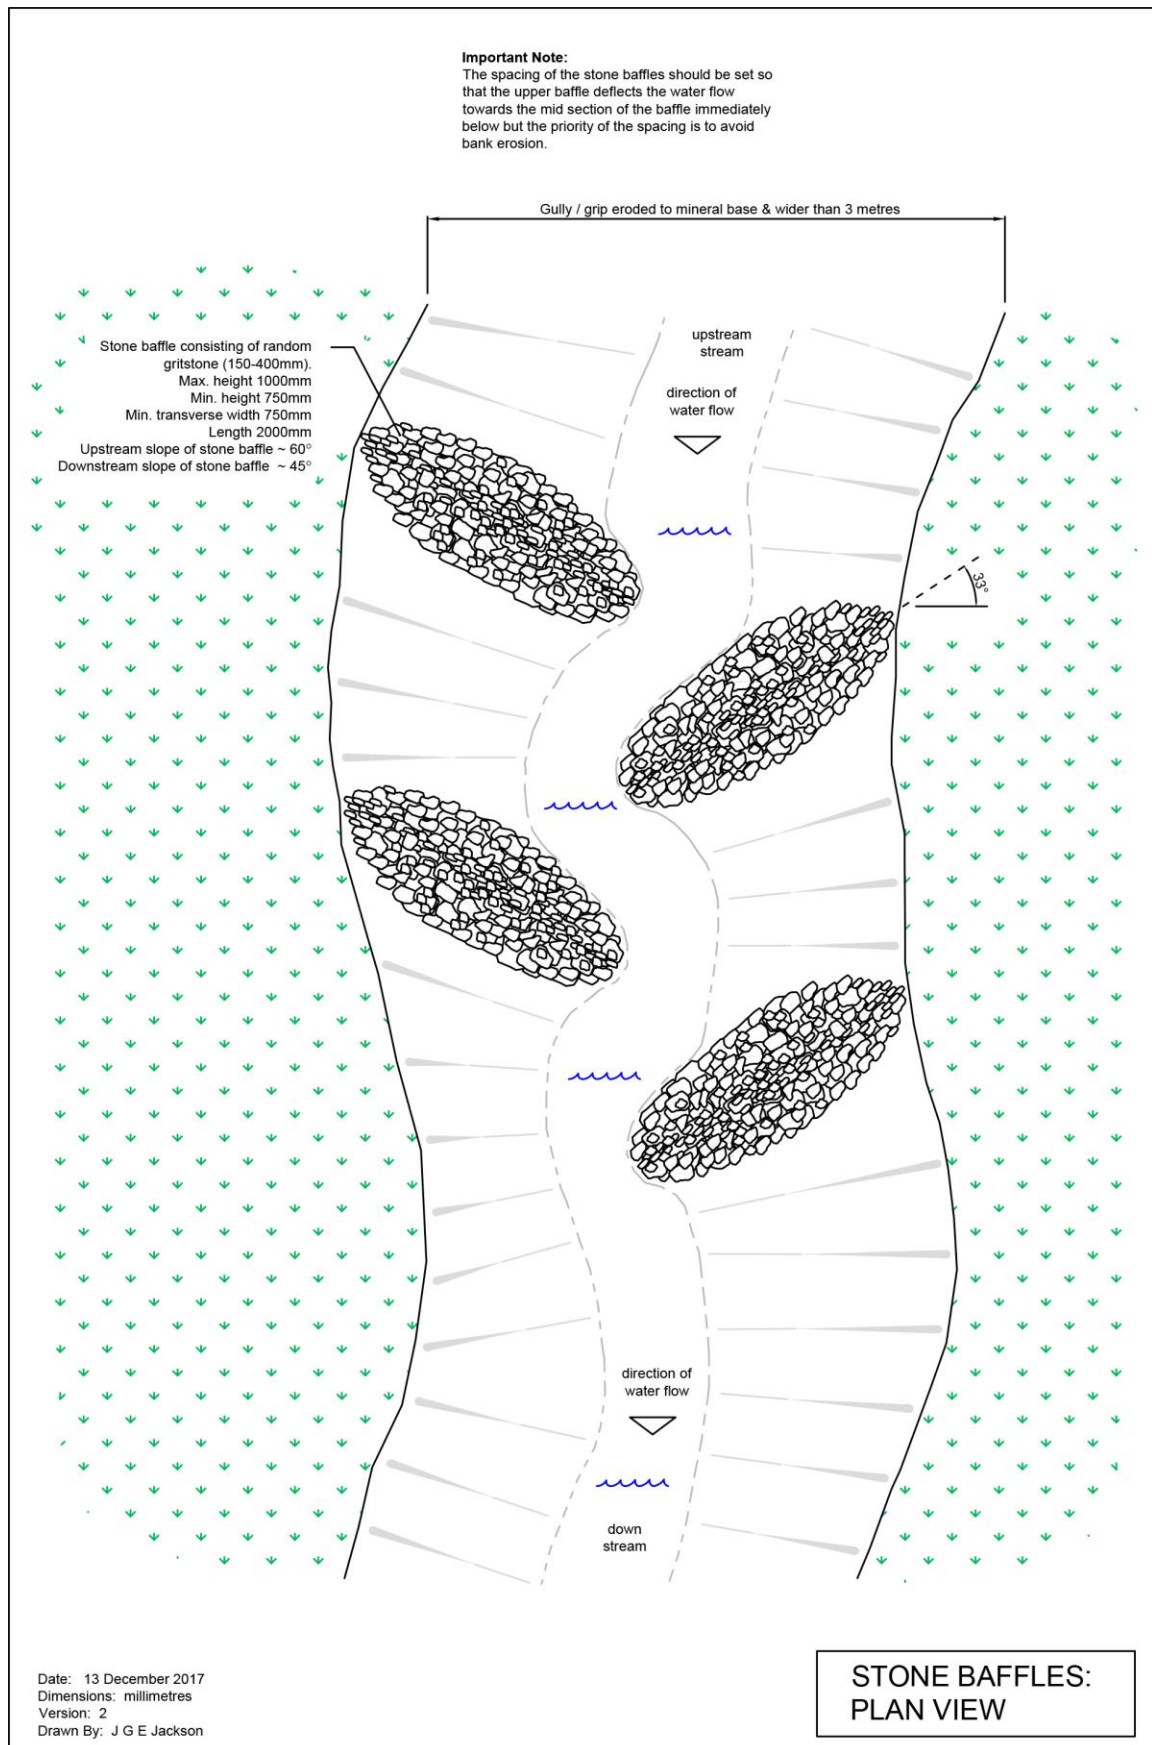 Important Note:
The spacing of the stone baffles should be set so
that the upper baffle deflects the water flow
towards the mid section of the baffle immediately
below but the priority of the spacing is to avoid
bank erosion.
Gully / grip eroded to mineral base & wider than 3 metres
upstream
stream
direction of
water flow
Stone baffle consisting of random
gritstone (150-400mm).
Max. height 1000mm
Min. height 750mm
Min. transverse width 750mm
Length 2000mm
Upstream slope of stone baffle ~ 60°
Downstream slope of stone baffle ~ 45°
33°
direction of
water flow
down
stream
Date: 13 December 2017
Dimensions: millimetres
Version: 2
Drawn By: J G E Jackson
STONE BAFFLES:
PLAN VIEW